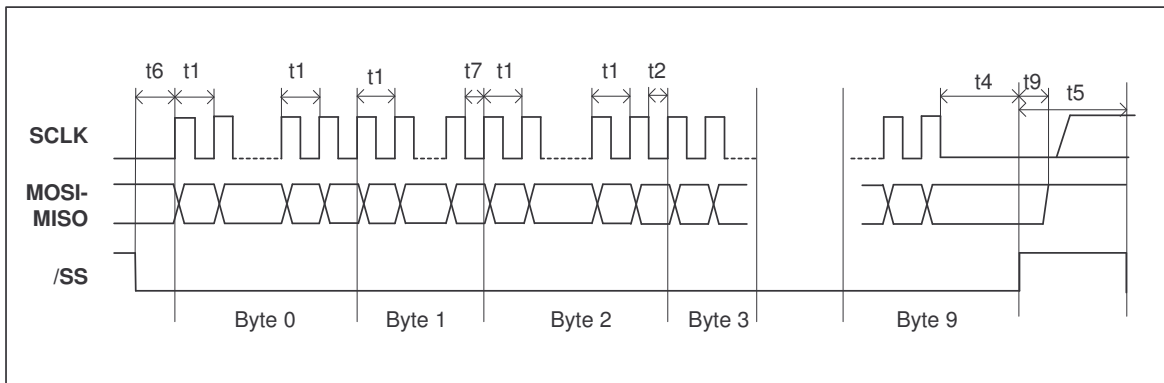 t6 t1 t1 t1 t7 t1 t1 t2 t4 t9 t5
SCLK
MOSI-
MISO
/SS
Byte 0 Byte 1 Byte 2 Byte 3 Byte 9